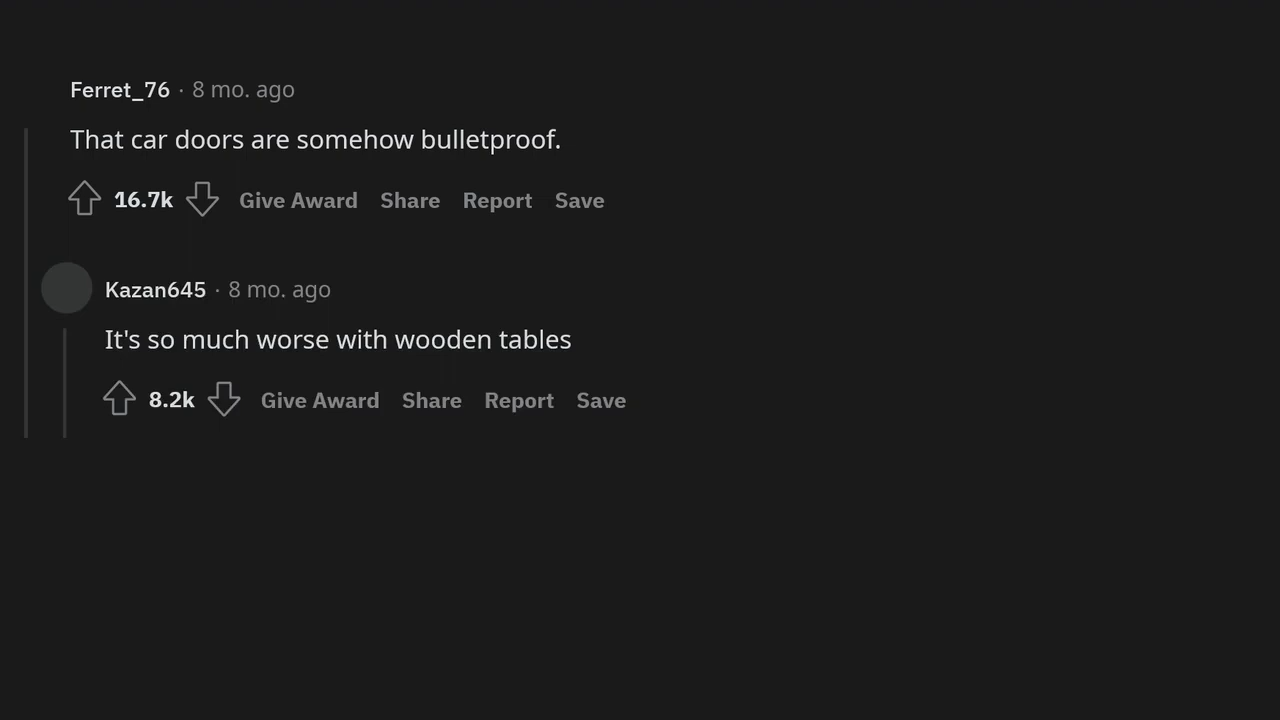 Ferret_76 · 8 mo. ago
That car doors are somehow bulletproof.
16.7k Give Award Share Report Save
Kazan645 · 8 mo. ago
It's so much worse with wooden tables
8.2k Give Award Share Report Save